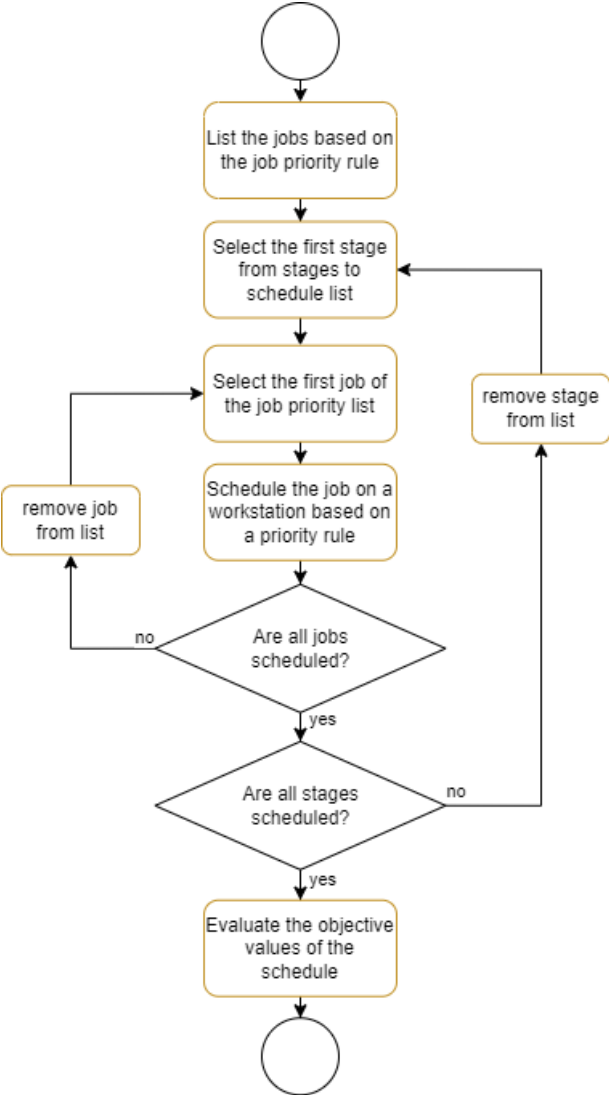 List the jobs based on
the job priority rule
Select the first stage
from stages to
schedule list
Select the first job of
the job priority list
remove stage
from list
Schedule the job on a
workstation based on
a priority rule
remove job
from list
no
Are all jobs
scheduled?
yes
Are all stages
scheduled?
no
yes
Evaluate the objective
values of the
schedule